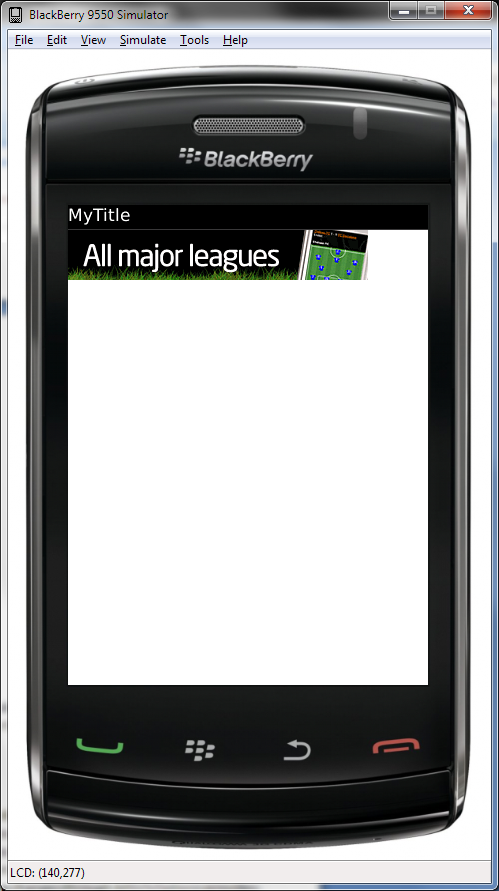 BlackBerry 9550 Simulator
File Edit View Simulate Tools Help
BlackBerry
MyTitle
All major leagues
LCD: (140,277)